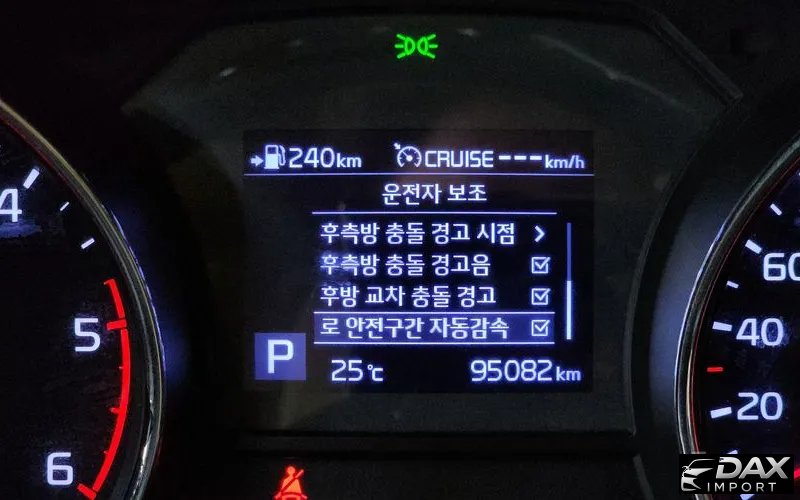 240km CRUISE---km/h
운전자 보조
후측방 충돌 경고 시점
후측방 충돌 경고음
후방 교차 충돌 경고
로 안전구간 자동감속
P
25℃ 95082km
4
5
6
60
40
20
DAX
IMPORT